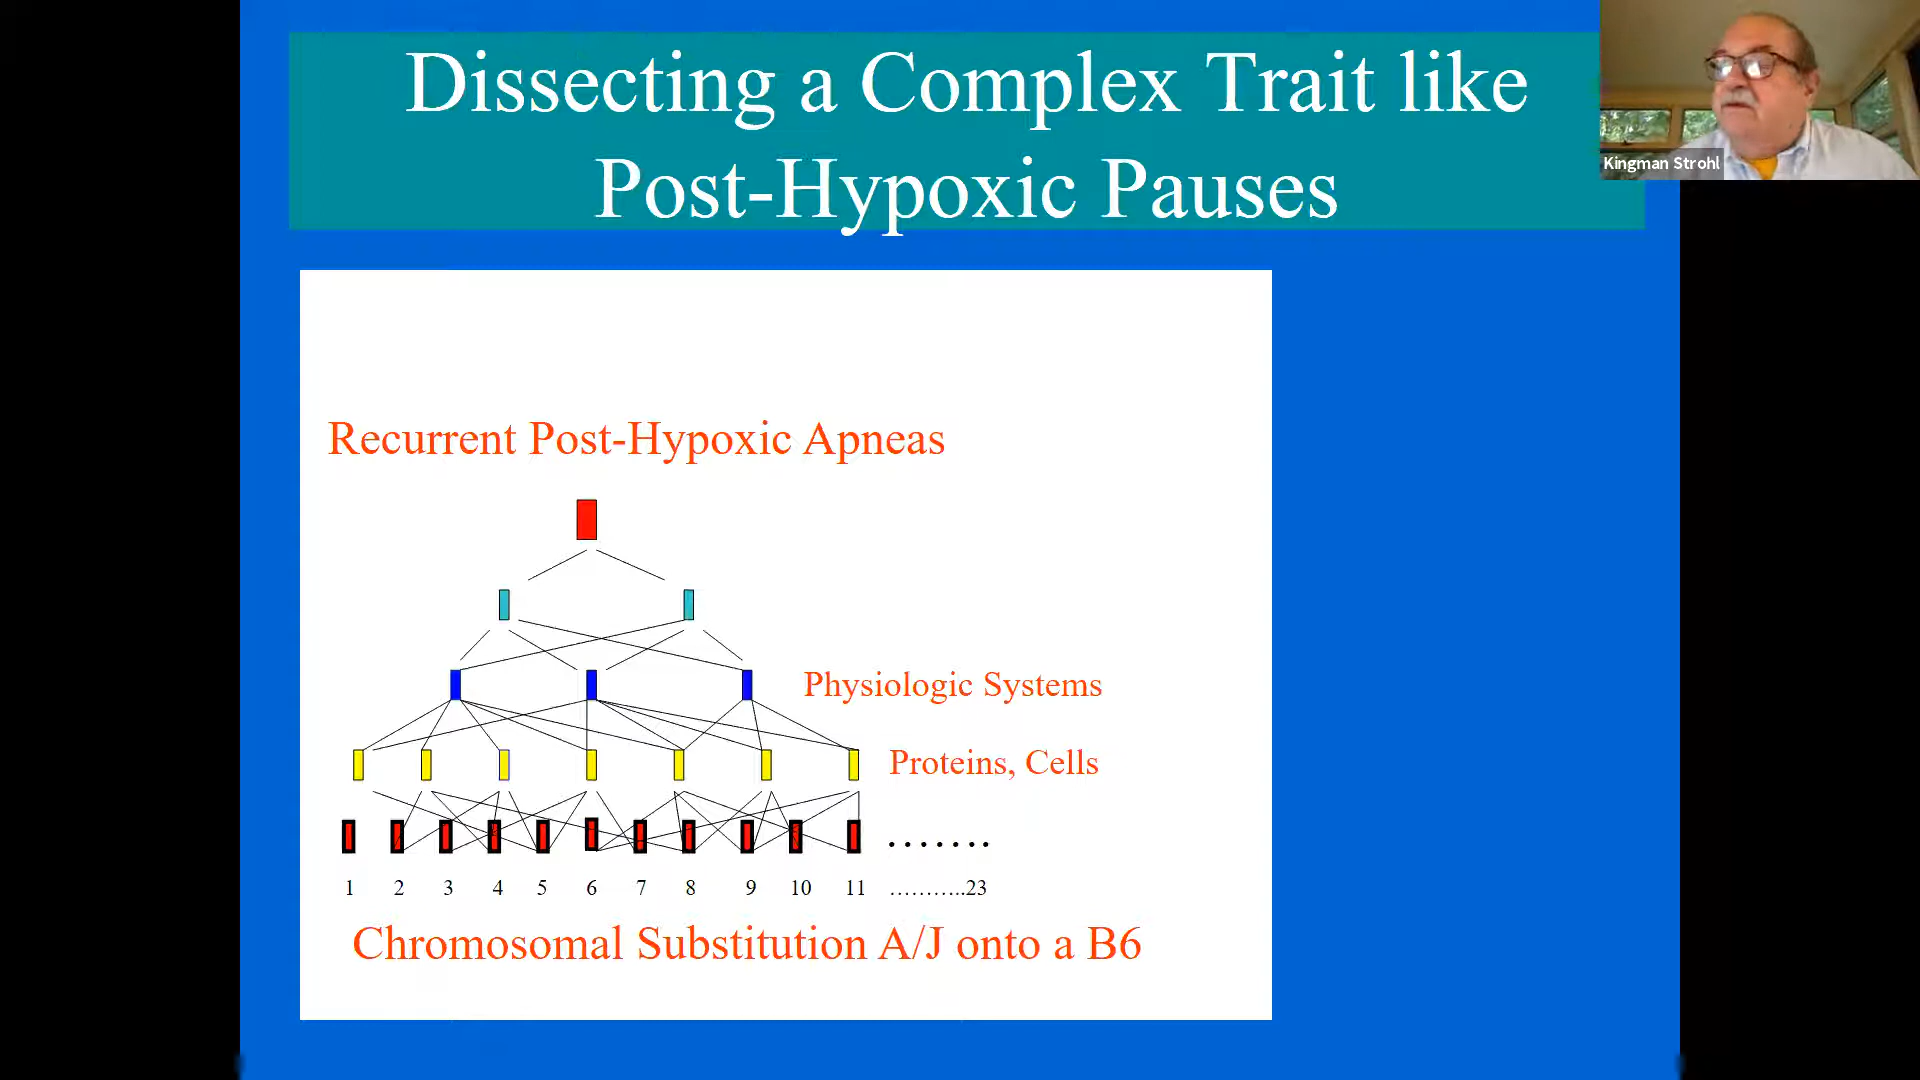 Dissecting a Complex Trait like
Post-Hypoxic Pauses
Kingman Strohl
Recurrent Post-Hypoxic Apneas
Physiologic Systems
Proteins, Cells
.......
1 2 3 4 5 6 7 8 9 10 11 ………..23
Chromosomal Substitution A/J onto a B6